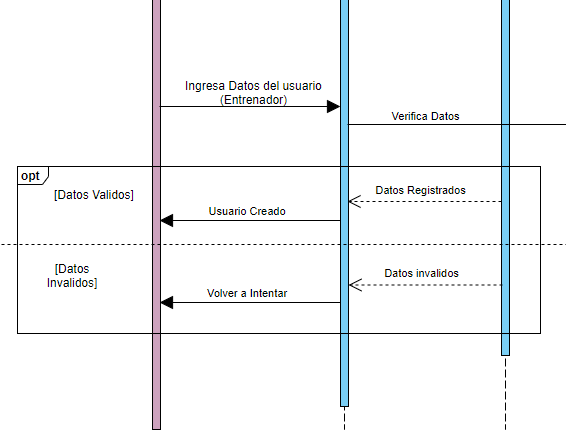 Ingresa Datos del usuario
(Entrenador)
Verifica Datos
opt
[Datos Validos]
Datos Registrados
Usuario Creado
[Datos
Invalidos]
Datos invalidos
Volver a Intentar